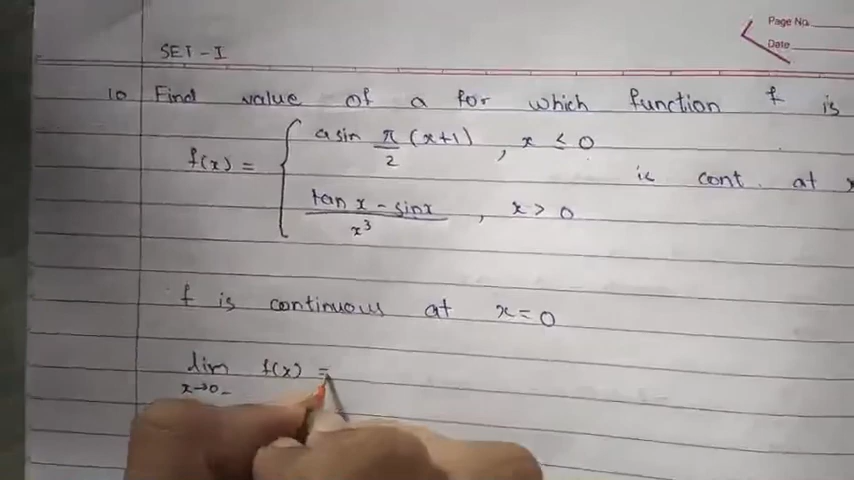 Page No.
Date
SET-I
10 Find value of a for which function f is
f(x) = { a sin π/2 (x+1) , x ≤ 0
is cont. at x
tan x - sin x / x³ , x > 0
f is continuous at x = 0
lim x→0- f(x) =